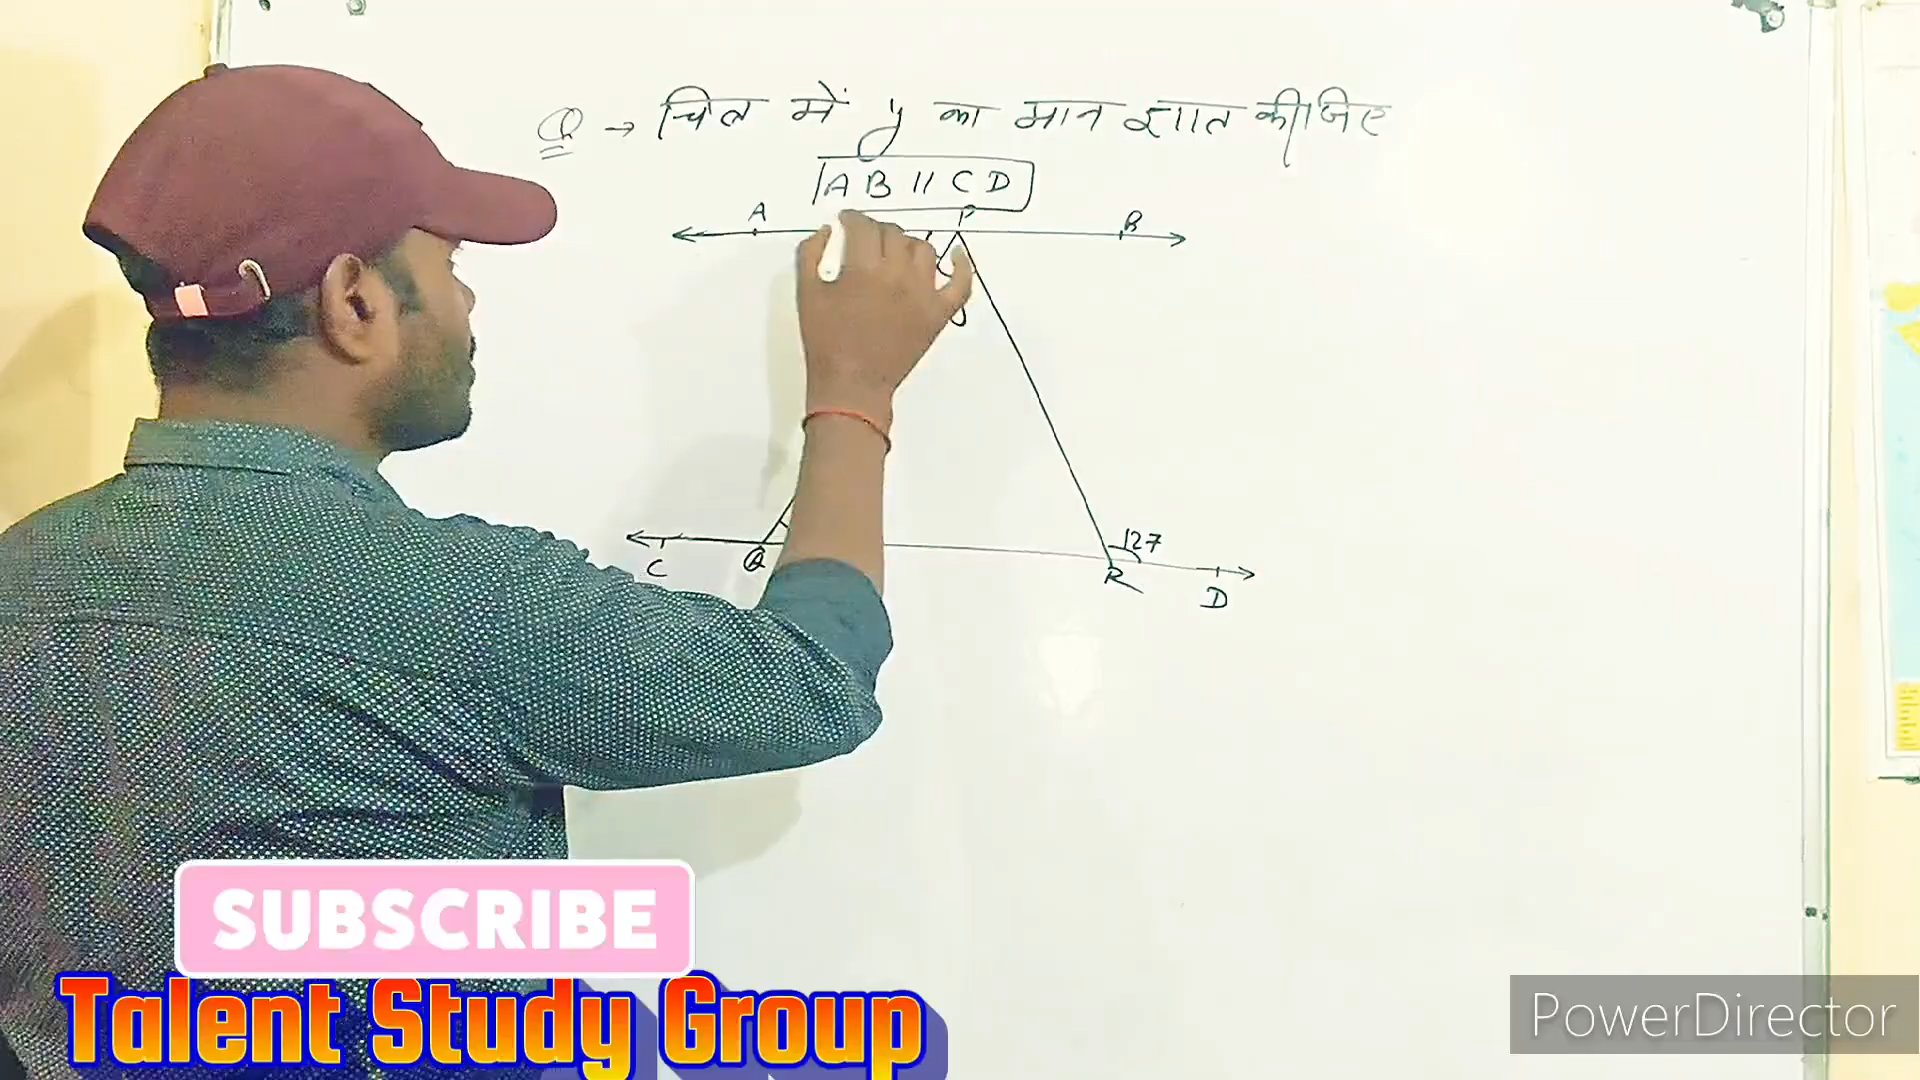 Q → चित्र में y का मान ज्ञात कीजिए
AB || CD
A P B
127
C Q R D
SUBSCRIBE
Talent Study Group
PowerDirector